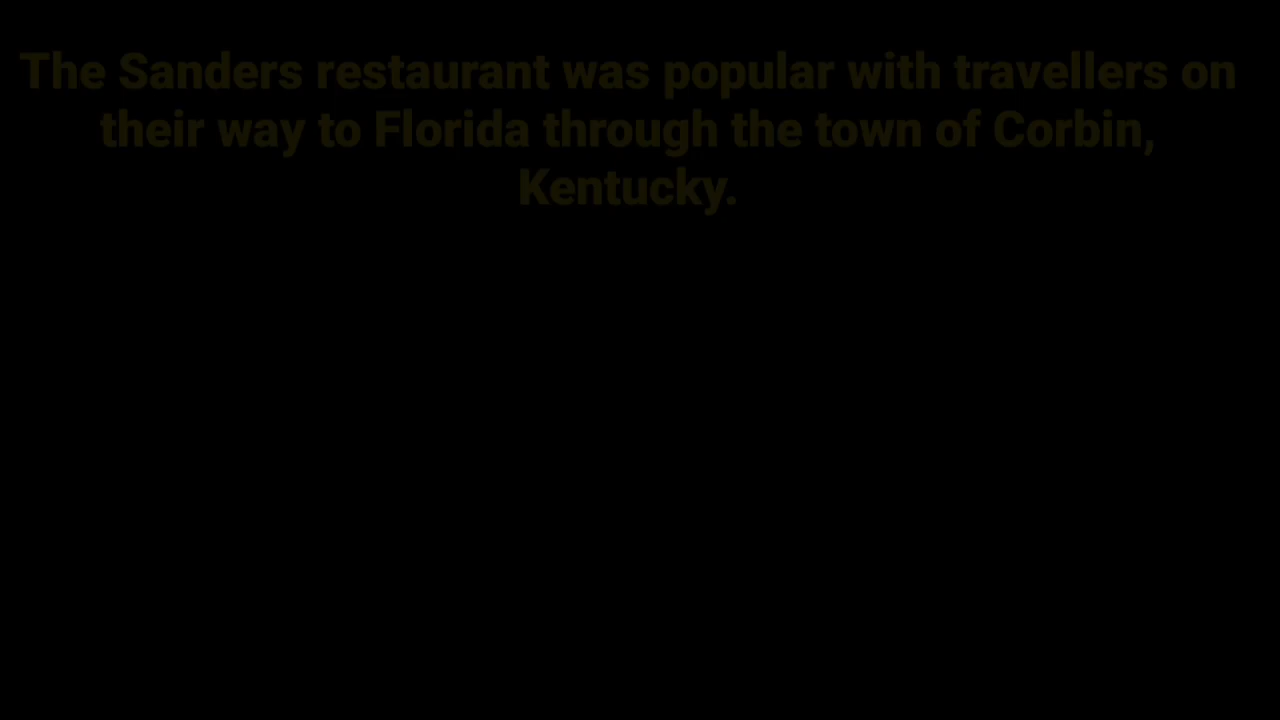 The Sanders restaurant was popular with travellers on
their way to Florida through the town of Corbin,
Kentucky.